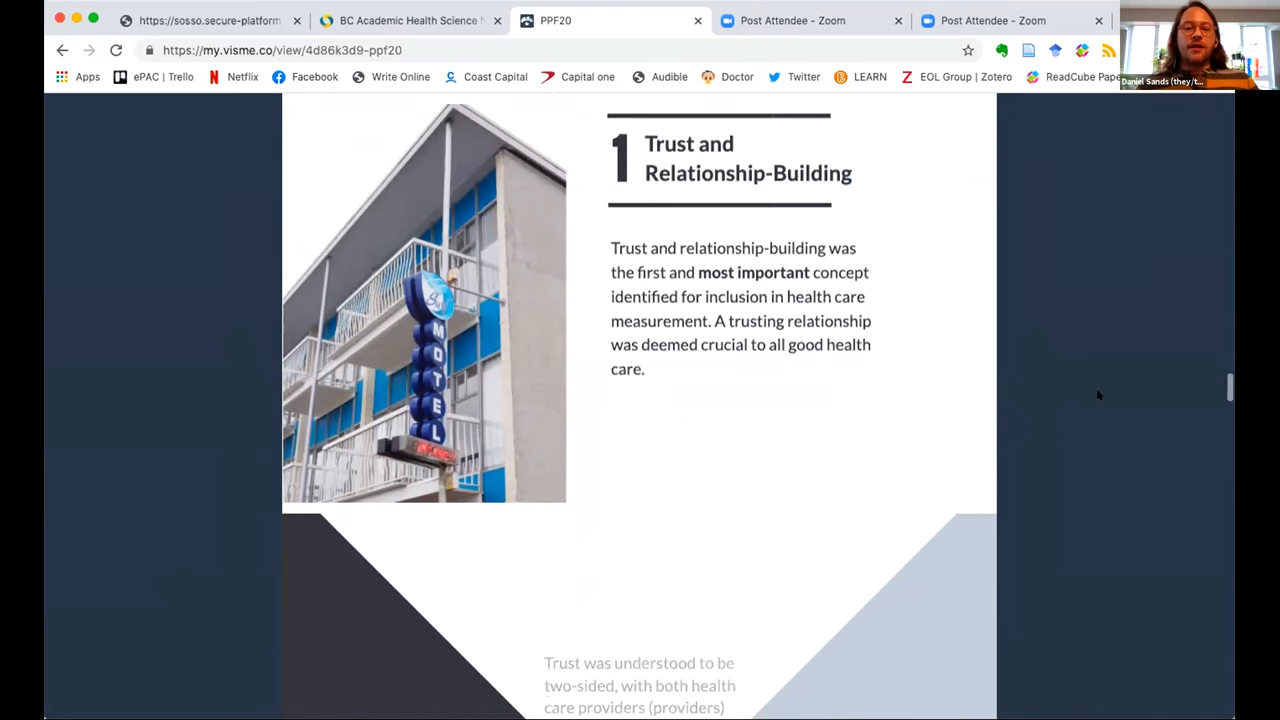 https://sosso.secure-platform.
BC Academic Health Science N
PPF20
Post Attendee - Zoom
Post Attendee - Zoom
https://my.visme.co/view/4d86k3d9-ppf20
Apps
ePAC | Trello
Netflix
Facebook
Write Online
Coast Capital
Capital one
Audible
Doctor
Twitter
LEARN
EOL Group | Zotero
ReadCube Pape
Daniel Sands (they/t...
1
Trust and
Relationship-Building
Trust and relationship-building was
the first and most important concept
identified for inclusion in health care
measurement. A trusting relationship
was deemed crucial to all good health
care.
MOTEL
Trust was understood to be
two-sided, with both health
care providers (providers)